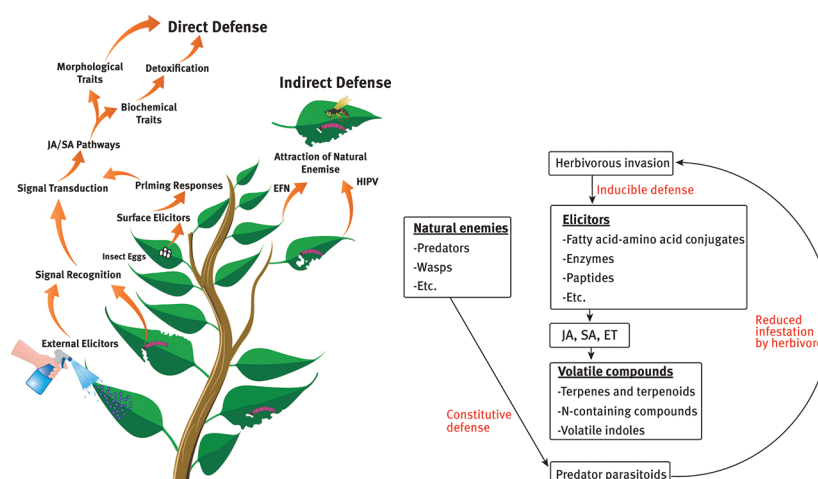 Direct Defense
Morphological
Traits
Detoxification
Biochemical
Traits
JA/SA Pathways
Signal Transduction
Prlming Responses
Surface Elicitors
Insect Eggs
Signal Recognition
External Elicitors
Indirect Defense
Attraction of Natural
Enemise
EFN
HIPV
Herbivorous invasion
Inducible defense
Natural enemies
-Predators
-Wasps
-Etc.
Elicitors
-Fatty acid-amino acid conjugates
-Enzymes
-Paptides
-Etc.
JA, SA, ET
Volatile compounds
-Terpenes and terpenoids
-N-containing compounds
-Volatile indoles
Constitutive
defense
Reduced
infestation
by herbivor
Predator parasitoids